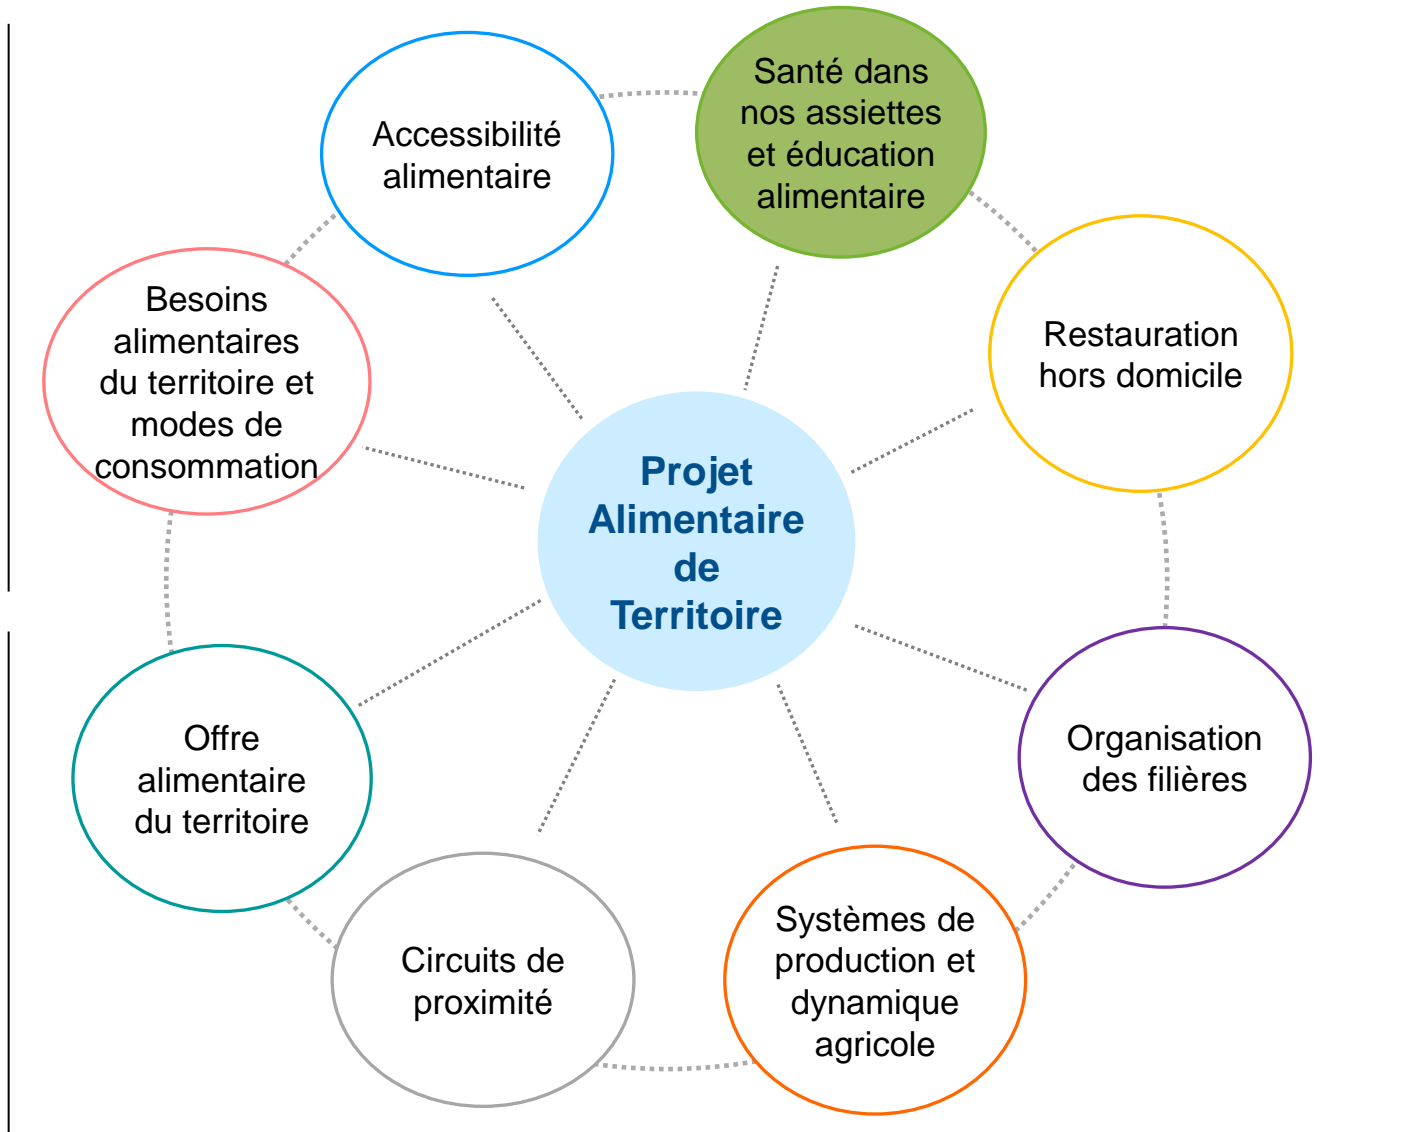 Santé dans
nos assiettes
et éducation
alimentaire
Accessibilité
alimentaire
Restauration
hors domicile
Besoins
alimentaires
du territoire et
modes de
consommation
Projet
Alimentaire
de
Territoire
Offre
alimentaire
du territoire
Organisation
des filières
Circuits de
proximité
Systèmes de
production et
dynamique
agricole